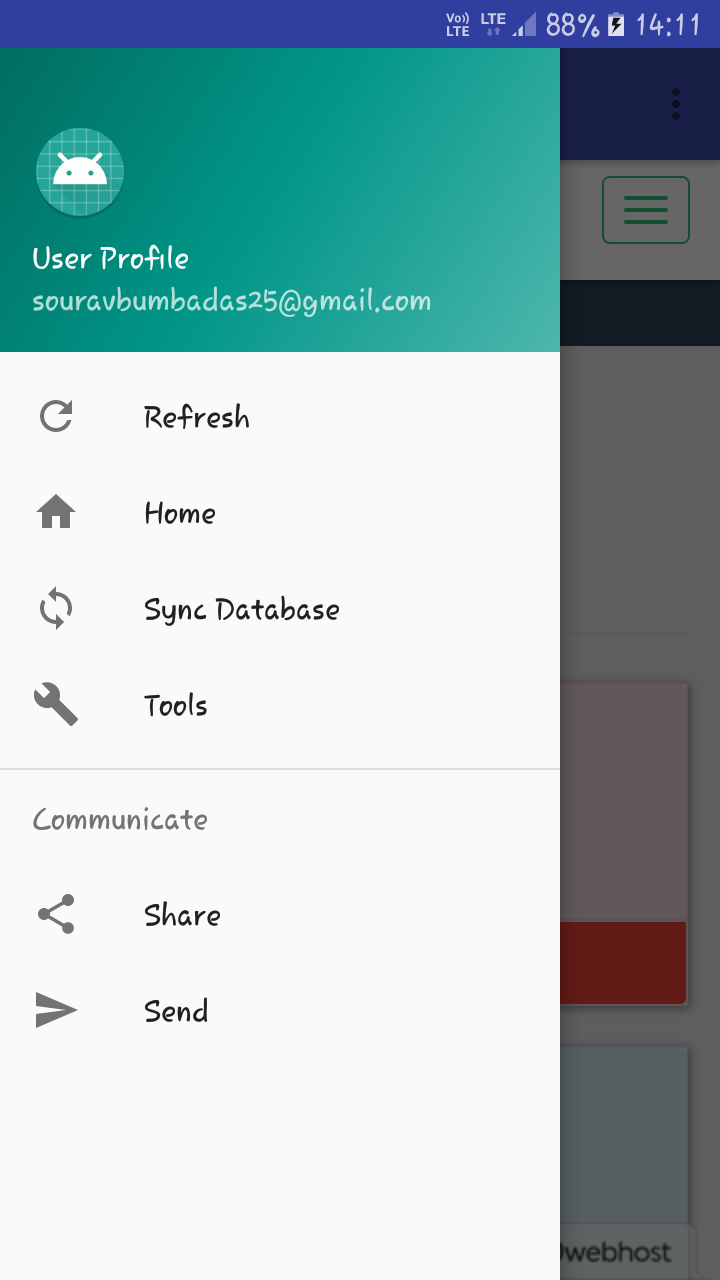 Vo)) LTE LTE 88% 14:11
User Profile
souravbumbadas25@gmail.com
Refresh
Home
Sync Database
Tools
Communicate
Share
Send
webhost